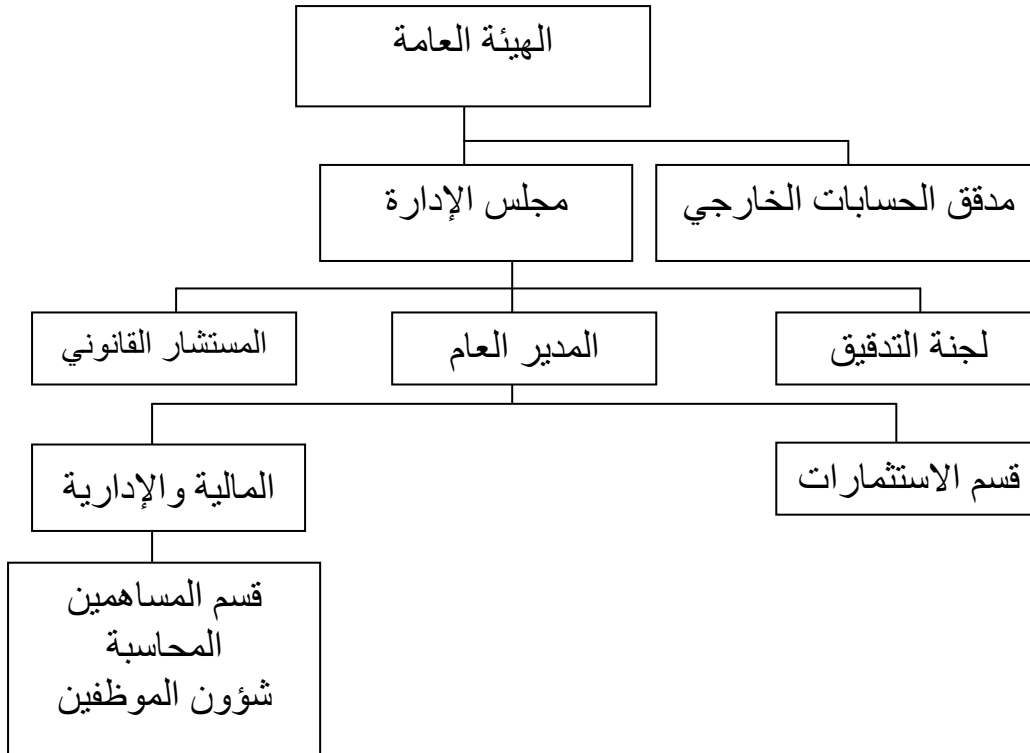 الهيئة العامة
مدقق الحسابات الخارجي
مجلس الإدارة
لجنة التدقيق
المدير العام
المستشار القانوني
قسم الاستثمارات
المالية والإدارية
قسم المساهمين
المحاسبة
شؤون الموظفين